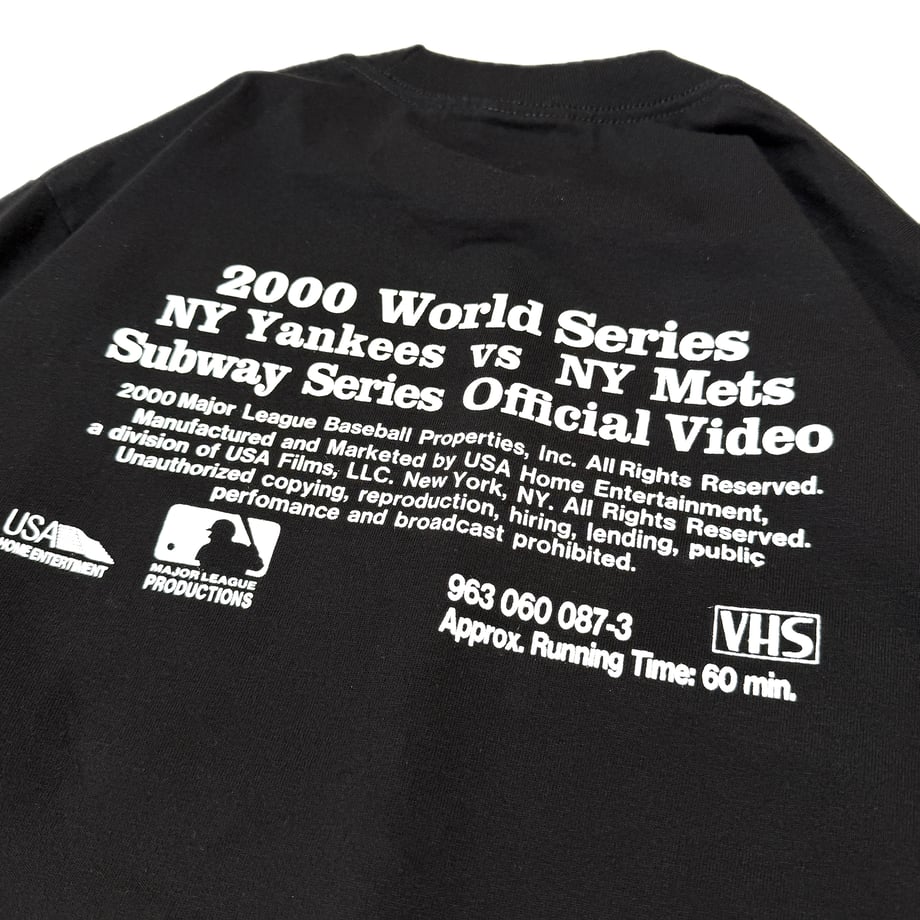 2000 World Series
NY Yankees vs NY Mets
Subway Series Official Video
2000 Major League Baseball Properties, Inc. All Rights Reserved.
Manufactured and Marketed by USA Home Entertainment,
a division of USA Films, LLC. New York, NY. All Rights Reserved.
Unauthorized copying, reproduction, hiring, lending, public
perfomance and broadcast prohibited.
USA
HOME ENTERTIMENT
MAJOR LEAGUE
PRODUCTIONS
963 060 087-3
Approx. Running Time: 60 min.
VHS